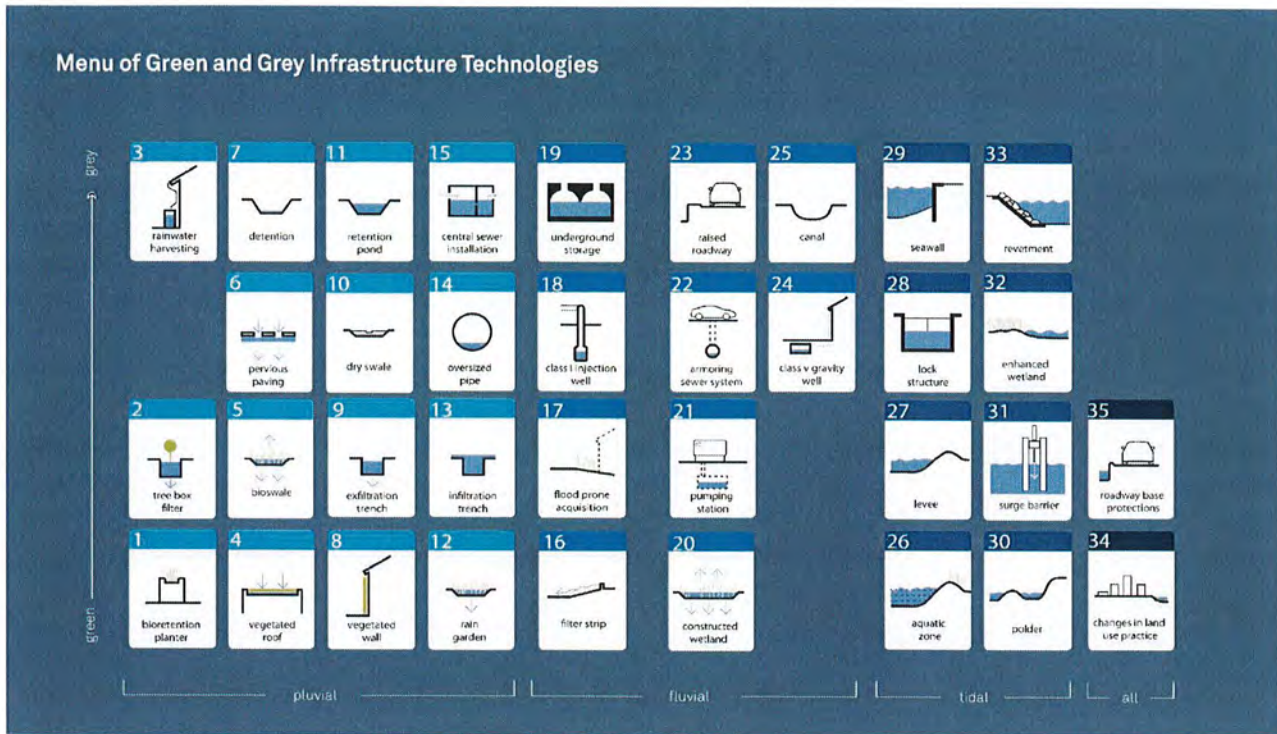 Menu of Green and Grey Infrastructure Technologies
grey
3
rainwater
harvesting
7
detention
11
retention
pond
15
central sewer
installation
19
underground
storage
23
raised
roadway
25
canal
29
seawall
33
revetment
6
pervious
paving
10
dry swale
14
oversized
pipe
18
class I injection
well
22
armoring
sewer system
24
class v gravity
well
28
lock
structure
32
enhanced
wetland
2
tree box
filter
5
bioswale
9
exfiltration
trench
13
infiltration
trench
17
flood prone
acquisition
21
pumping
station
27
levee
31
surge barrier
35
roadway base
protections
1
bioretention
planter
4
vegetated
roof
8
vegetated
wall
12
rain
garden
16
filter strip
20
constructed
wetland
26
aquatic
zone
30
polder
34
changes in land
use practice
green
pluvial
fluvial
tidal
all